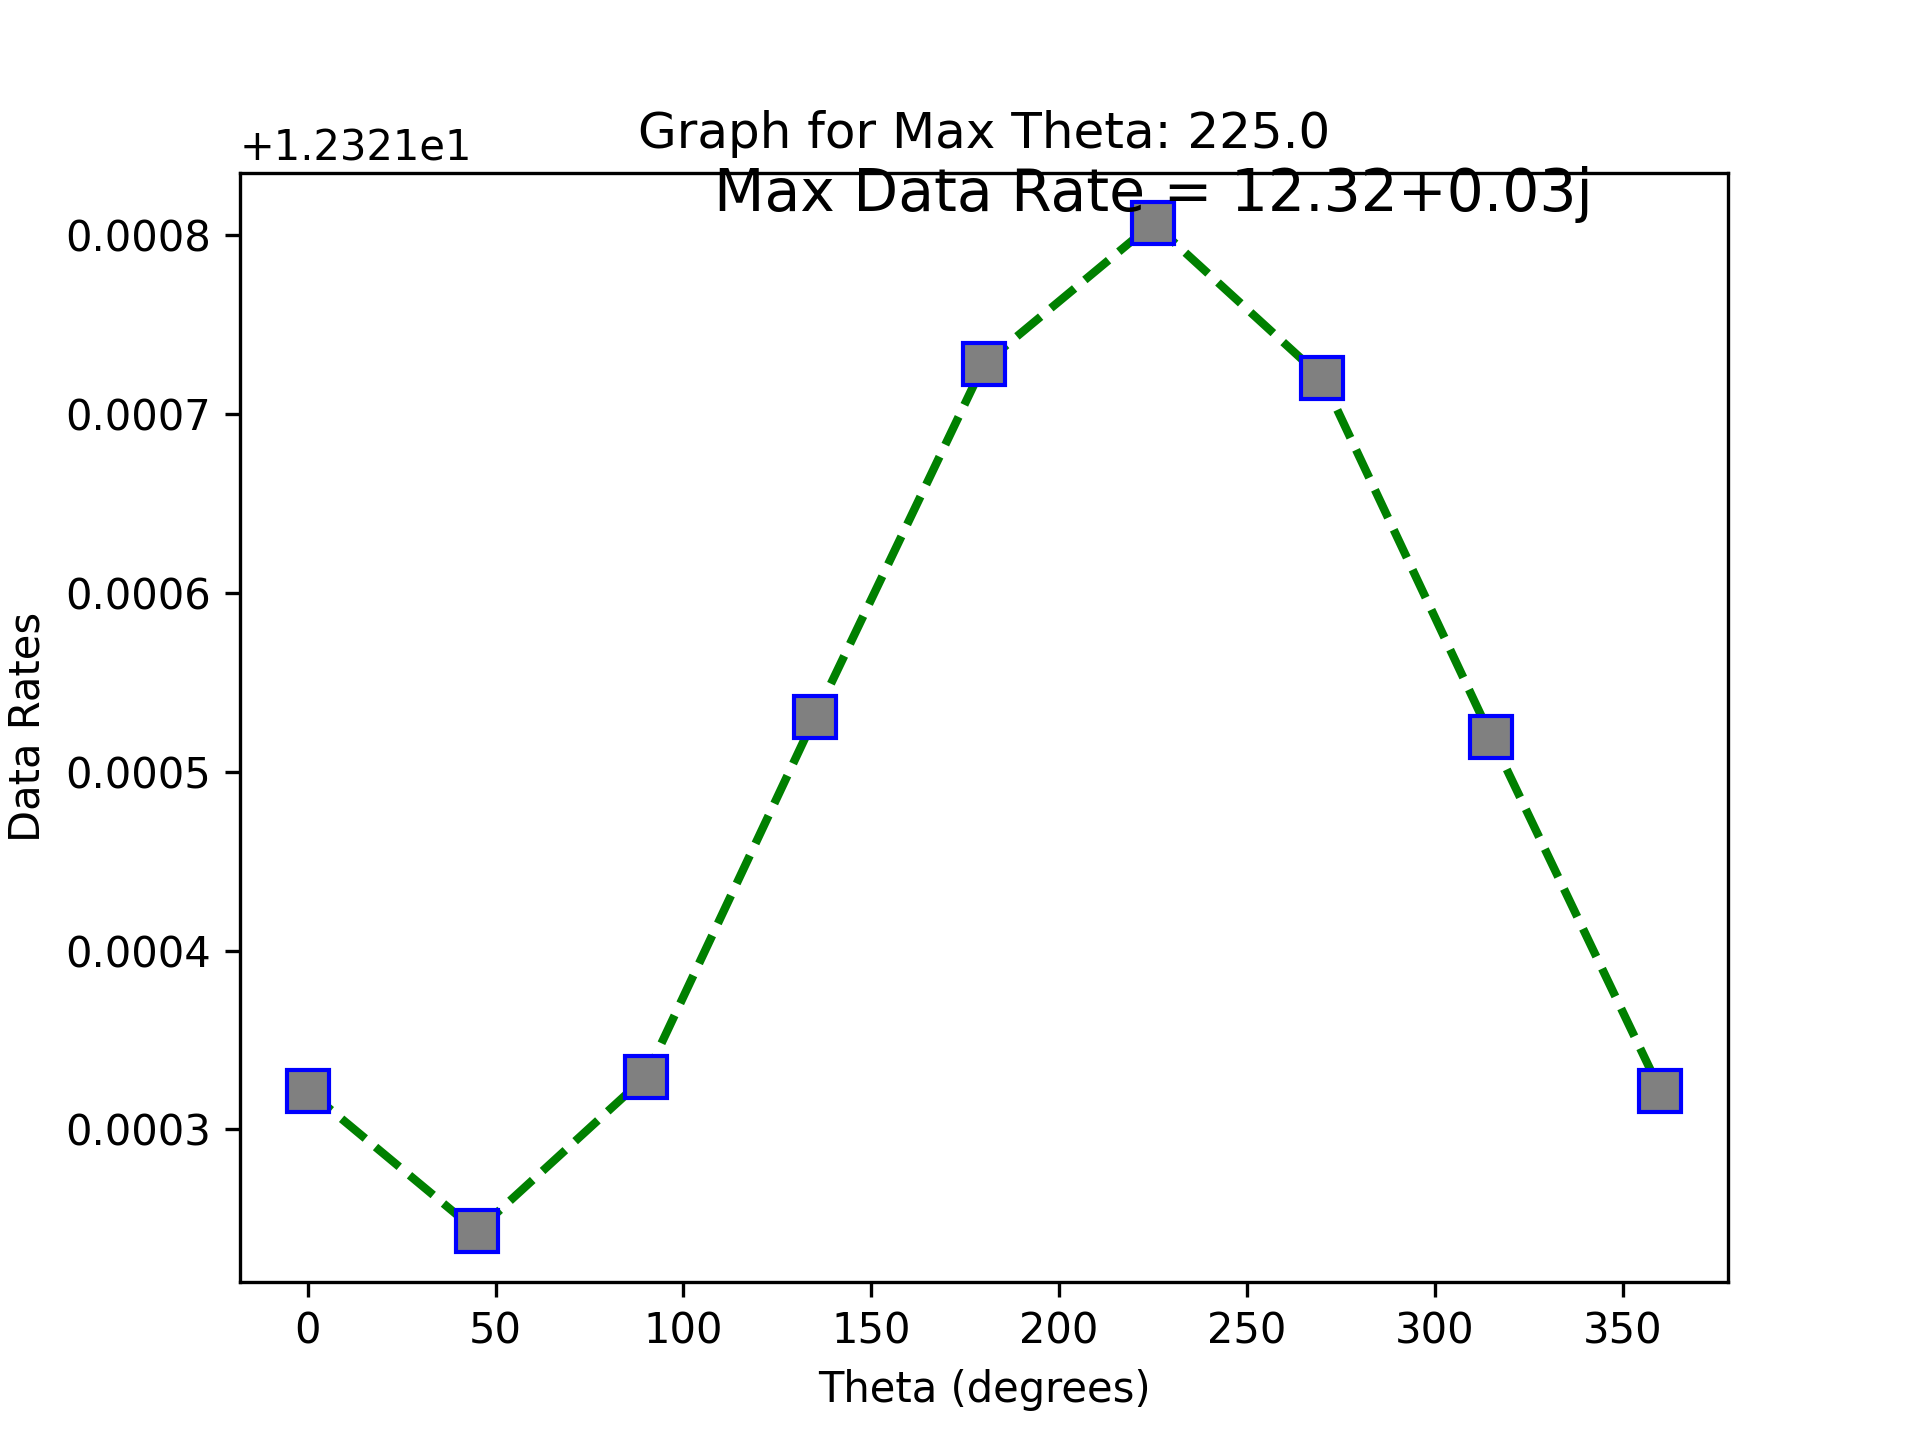 Graph for Max Theta: 225.0
+1.2321e1
Max Data Rate = 12.32+0.03j
0.0008
0.0007
0.0006
0.0005
0.0004
0.0003
Data Rates
0 50 100 150 200 250 300 350
Theta (degrees)